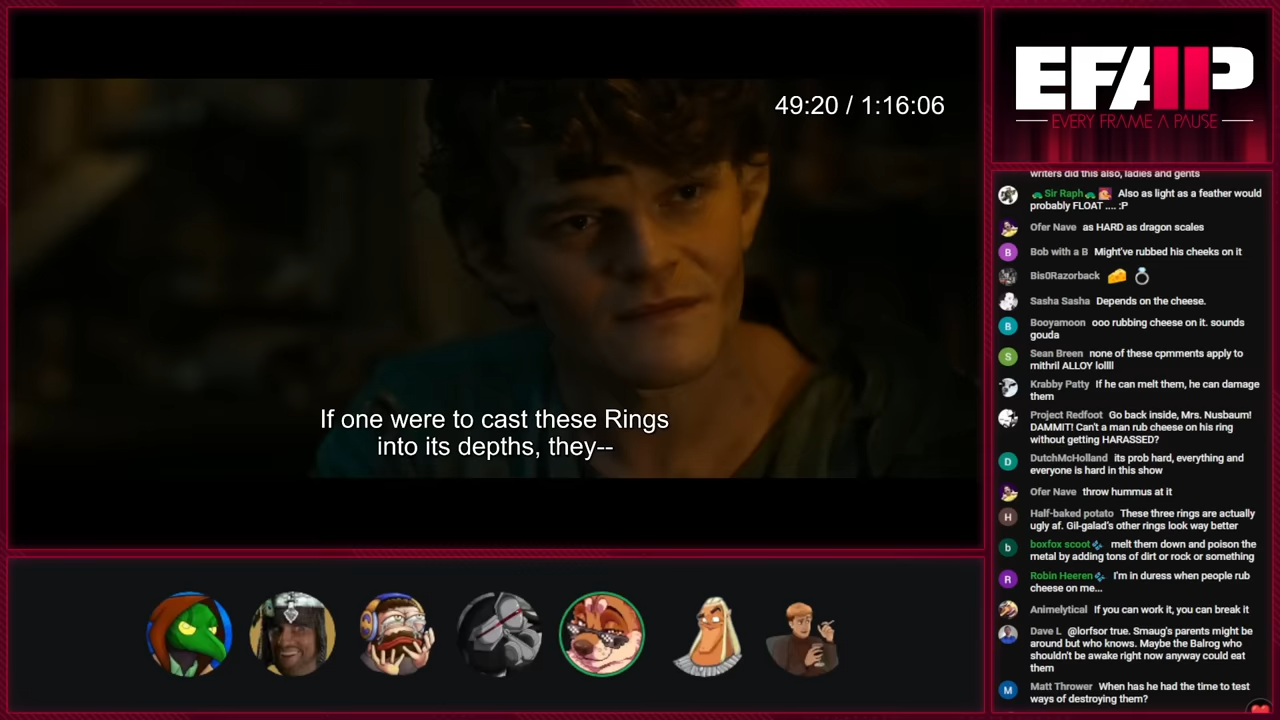 49:20 / 1:16:06
If one were to cast these Rings
into its depths, they--
EFAP
EVERY FRAME A PAUSE
writers did this also, ladies and gents
Sir Raph Also as light as a feather would
probably FLOAT .... :P
Ofer Nave as HARD as dragon scales
Bob with a B Might've rubbed his cheeks on it
Bis0Razorback 🧀 💍
Sasha Sasha Depends on the cheese.
Booyamoon ooo rubbing cheese on it. sounds
gouda
Sean Breen none of these cpmments apply to
mithril ALLOY lollll
Krabby Patty If he can melt them, he can damage
them
Project Redfoot Go back inside, Mrs. Nusbaum!
DAMMIT! Can't a man rub cheese on his ring
without getting HARASSED?
DutchMcHolland its prob hard, everything and
everyone is hard in this show
Ofer Nave throw hummus at it
Half-baked potato These three rings are actually
ugly af. Gil-galad's other rings look way better
boxfox scoot melt them down and poison the
metal by adding tons of dirt or rock or something
Robin Heeren I'm in duress when people rub
cheese on me...
Animelytical If you can work it, you can break it
Dave L @lorfsor true. Smaug's parents might be
around but who knows. Maybe the Balrog who
shouldn't be awake right now anyway could eat
them
Matt Thrower When has he had the time to test
ways of destroying them?
B
B
S
D
H
b
R
M